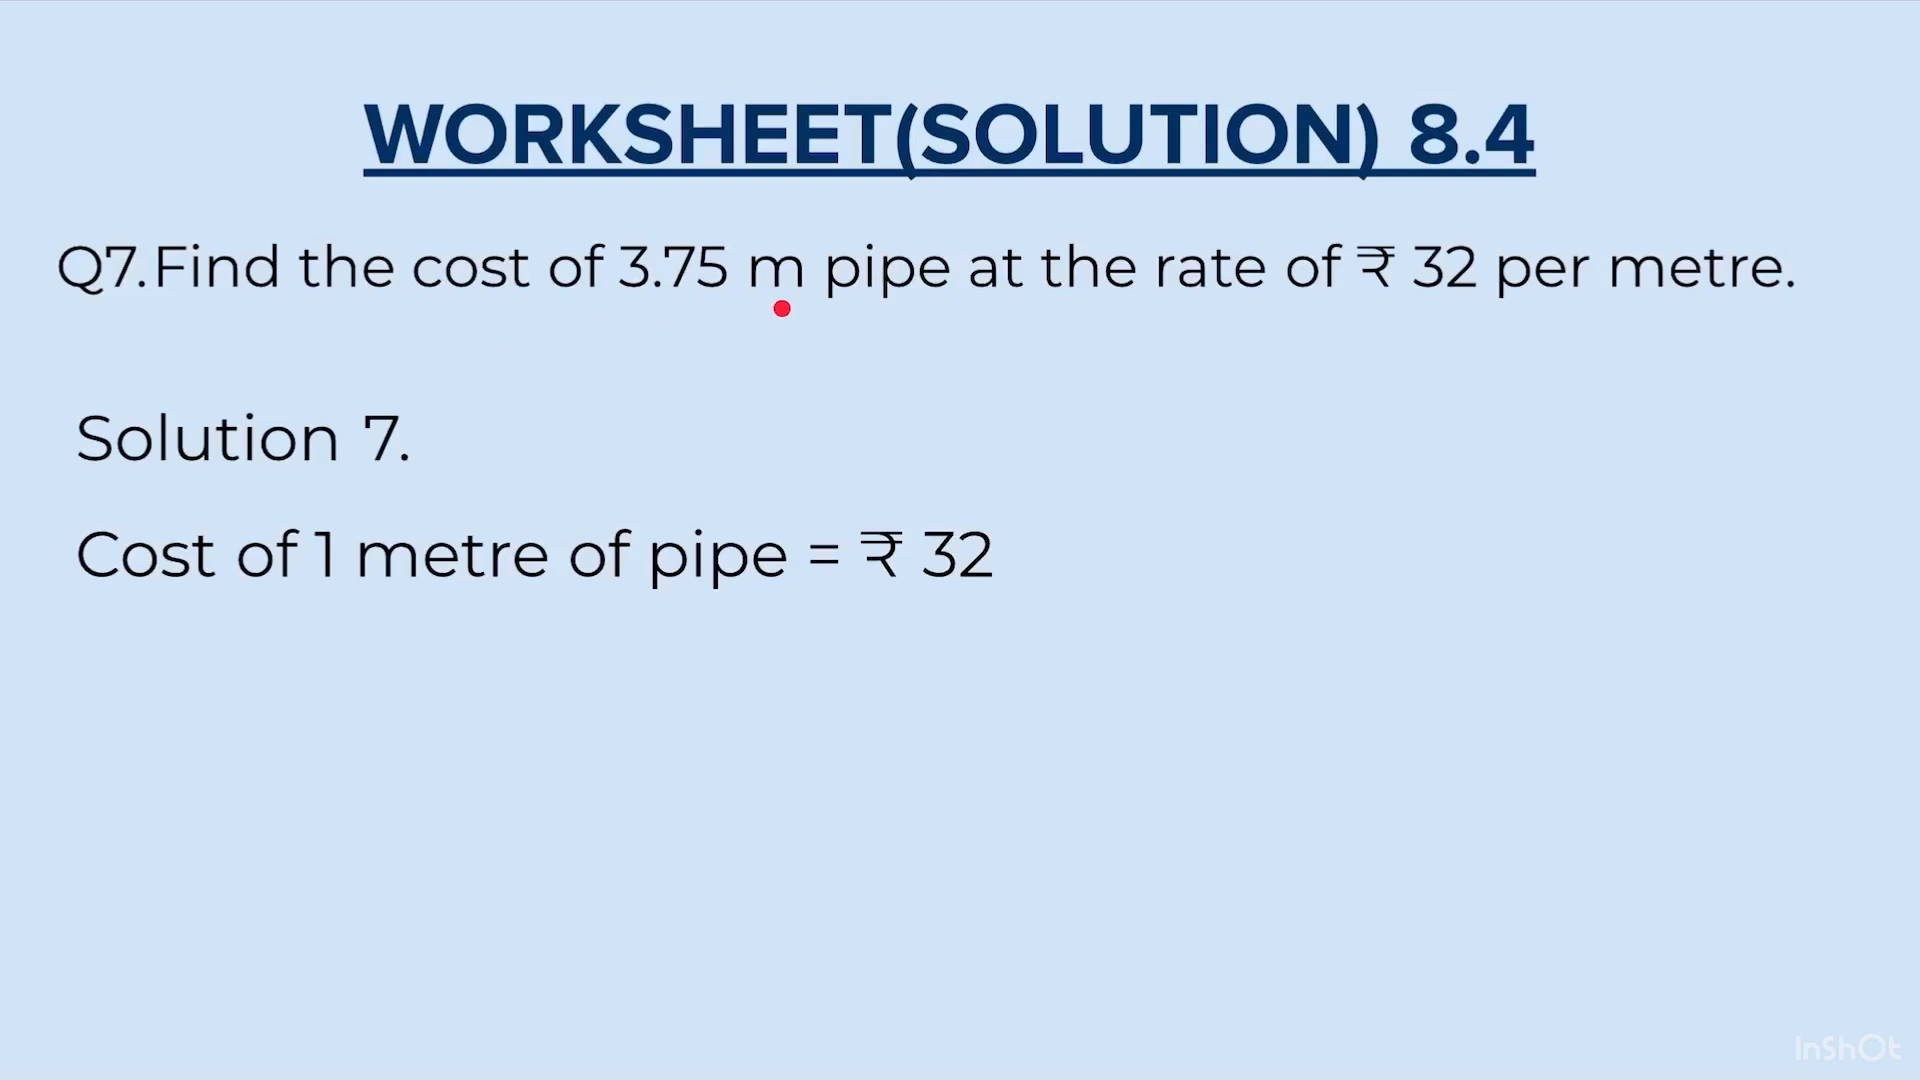 WORKSHEET(SOLUTION) 8.4
Q7.Find the cost of 3.75 m pipe at the rate of ₹ 32 per metre.
Solution 7.
Cost of 1 metre of pipe = ₹ 32
InShOt